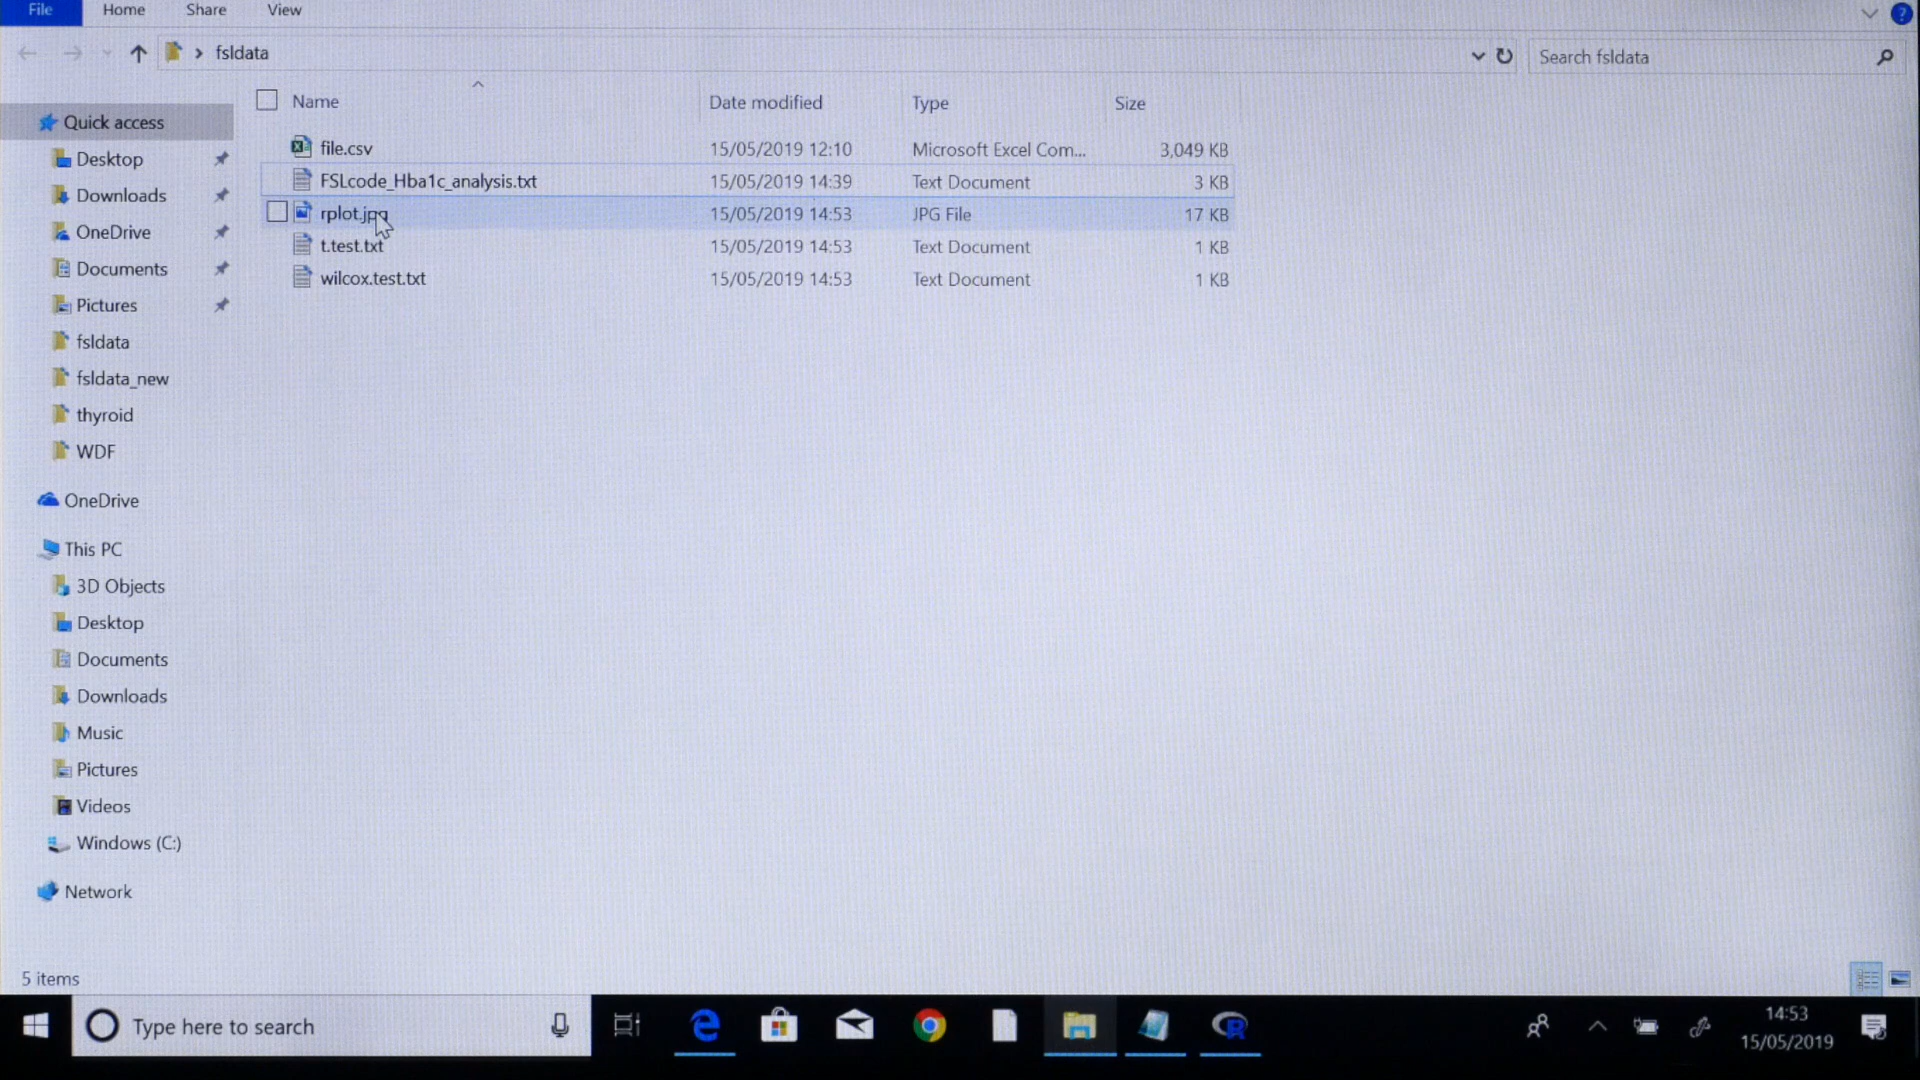 File Home Share View
fsldata
Search fsldata
Name Date modified Type Size
file.csv 15/05/2019 12:10 Microsoft Excel Com... 3,049 KB
FSLcode_Hba1c_analysis.txt 15/05/2019 14:39 Text Document 3 KB
rplot.jpg 15/05/2019 14:53 JPG File 17 KB
t.test.txt 15/05/2019 14:53 Text Document 1 KB
wilcox.test.txt 15/05/2019 14:53 Text Document 1 KB
Quick access
Desktop
Downloads
OneDrive
Documents
Pictures
fsldata
fsldata_new
thyroid
WDF
OneDrive
This PC
3D Objects
Desktop
Documents
Downloads
Music
Pictures
Videos
Windows (C:)
Network
5 items
Type here to search
14:53
15/05/2019